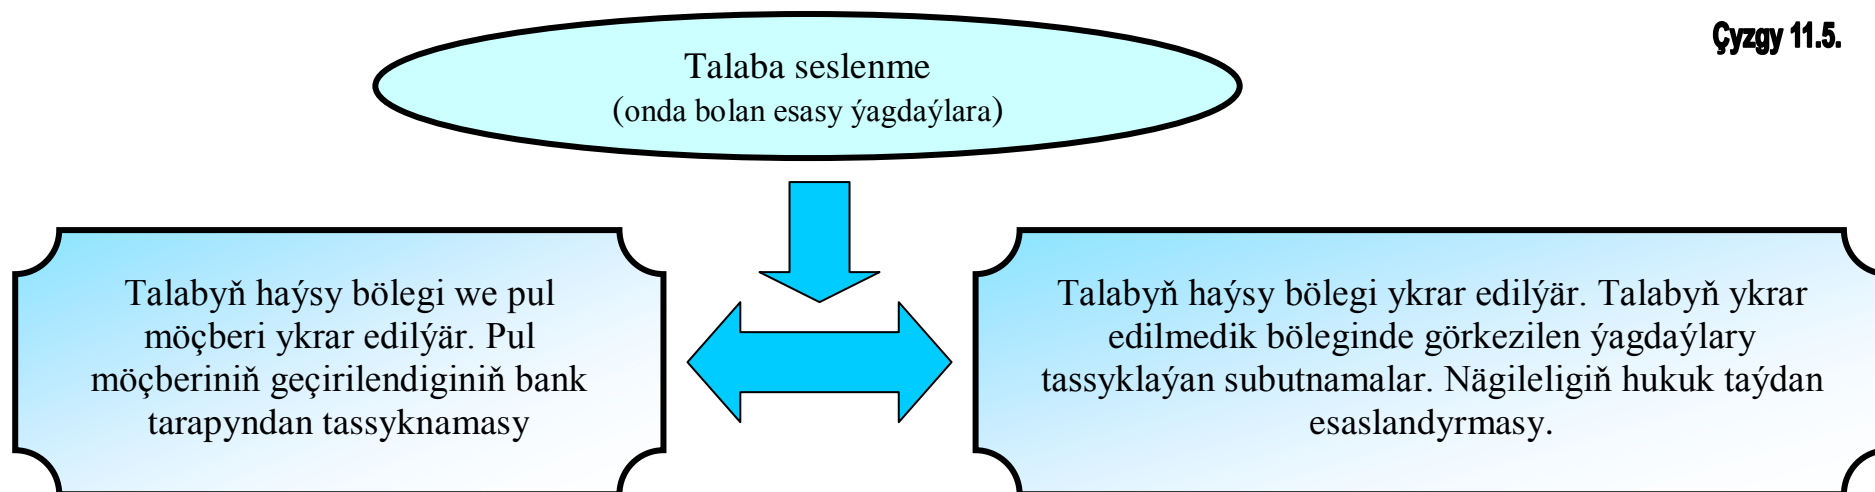 Çyzgy 11.5.
Talaba seslenme
(onda bolan esasy ýagdaýlara)
Talabyň haýsy bölegi we pul
möçberi ykrar edilýär. Pul
möçberiniň geçirilendiginiň bank
tarapyndan tassyknamasy
Talabyň haýsy bölegi ykrar edilýär. Talabyň ykrar
edilmedik böleginde görkezilen ýagdaýlary
tassyklaýan subutnamalar. Nägileligiň hukuk taýdan
esaslandyrmasy.